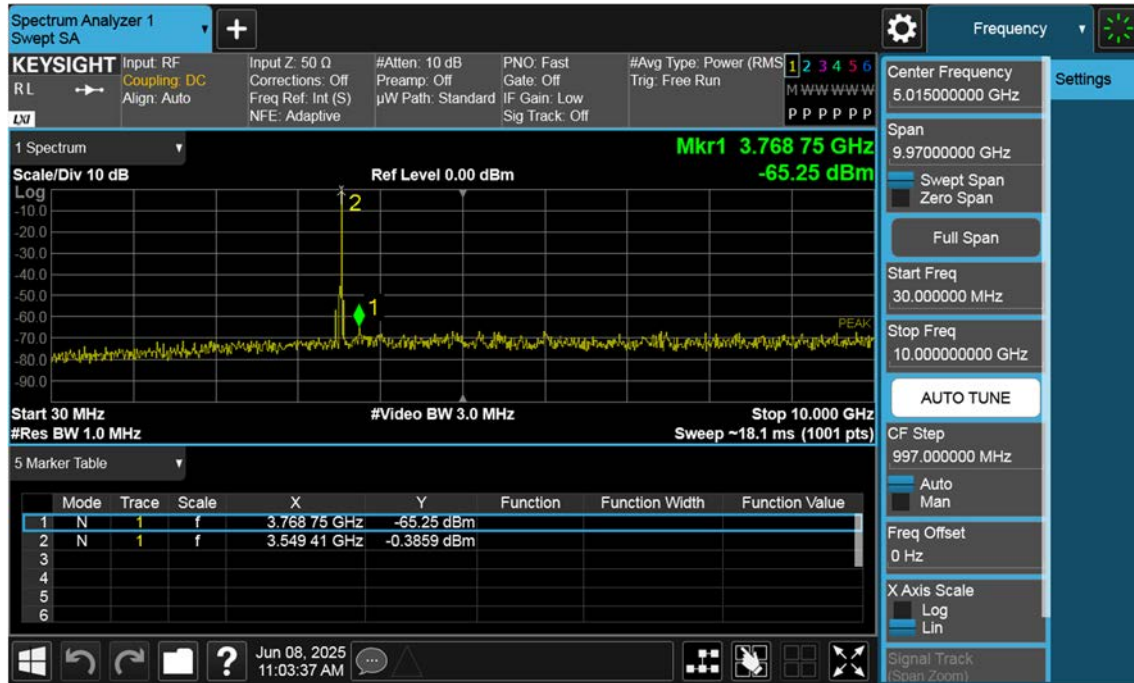 Spectrum Analyzer 1
Swept SA
Frequency
KEYSIGHT
RL
LXI
Input: RF
Coupling: DC
Align: Auto
Input Z: 50 Ω
Corrections: Off
Freq Ref: Int (S)
NFE: Adaptive
#Atten: 10 dB
Preamp: Off
µW Path: Standard
PNO: Fast
Gate: Off
IF Gain: Low
Sig Track: Off
#Avg Type: Power (RMS
Trig: Free Run
1 2 3 4 5 6
M W W W W W
P P P P P P
1 Spectrum
Scale/Div 10 dB
Ref Level 0.00 dBm
Mkr1 3.768 75 GHz
-65.25 dBm
Log
-10.0
-20.0
-30.0
-40.0
-50.0
-60.0
-70.0
-80.0
-90.0
2
1
PEAK
Start 30 MHz
#Video BW 3.0 MHz
Stop 10.000 GHz
#Res BW 1.0 MHz
Sweep ~18.1 ms (1001 pts)
5 Marker Table
Mode Trace Scale X Y Function Function Width Function Value
1 N 1 f 3.768 75 GHz -65.25 dBm
2 N 1 f 3.549 41 GHz -0.3859 dBm
3
4
5
6
Jun 08, 2025
11:03:37 AM
Center Frequency
5.015000000 GHz
Settings
Span
9.97000000 GHz
Swept Span
Zero Span
Full Span
Start Freq
30.000000 MHz
Stop Freq
10.000000000 GHz
AUTO TUNE
CF Step
997.000000 MHz
Auto
Man
Freq Offset
0 Hz
X Axis Scale
Log
Lin
Signal Track
(Span Zoom)